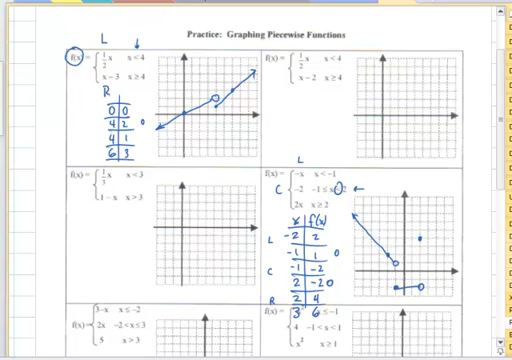 Practice: Graphing Piecewise Functions
L
f(x) = { 1/2 x x < 4
x − 3 x ≥ 4
R
0 | 0
4 | 2 0
4 | 1
6 | 3
f(x) = { 1/2 x x < 4
x − 2 x ≥ 4
f(x) = { 1/3 x x < 3
1 − x x > 3
L
f(x) = { −x x < −1
C −2 −1 ≤ x < 2 ←
2x x ≥ 2
x | f(x)
L −2 | 2
−1 | 1 0
C −1 | −2
2 | −2 0
R 2 | 4
3 | 6
f(x) = { 3−x x ≤ −2
2x −2 < x ≤ 3
5 x > 3
f(x) = { x ≤ −1
4 −1 < x < 1
x² x ≥ 1